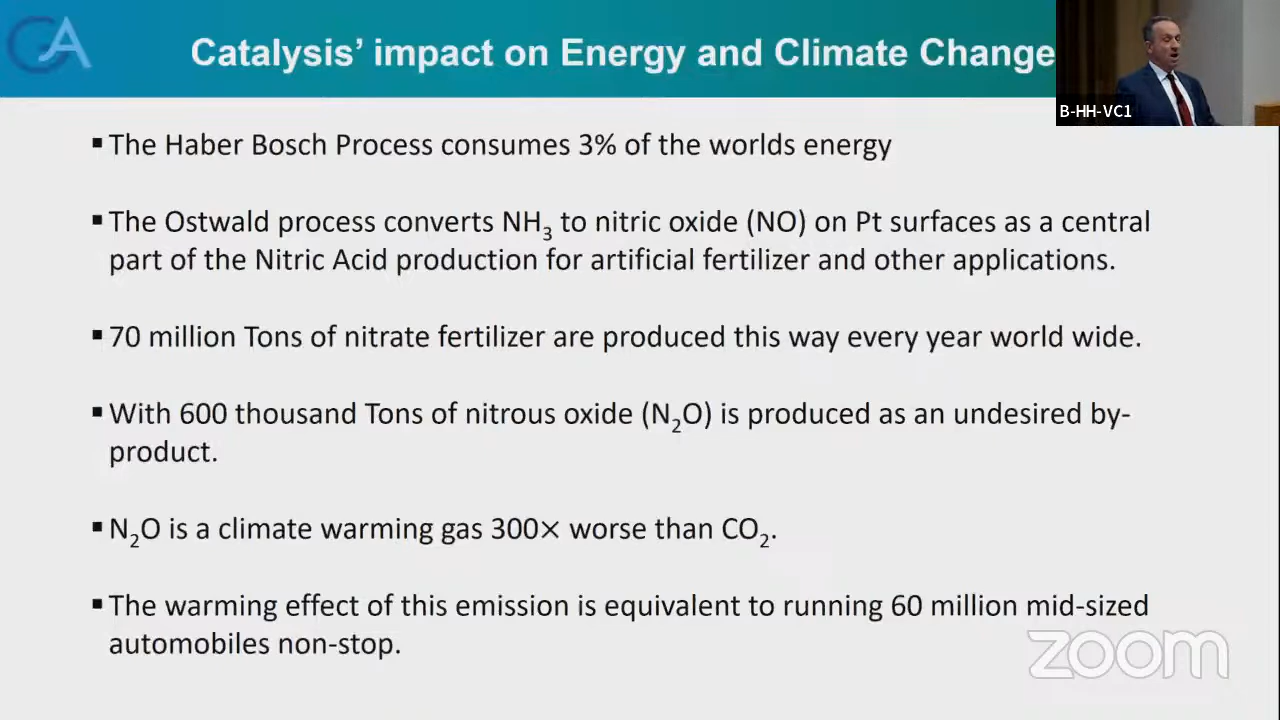 GA
Catalysis’ impact on Energy and Climate Change
B-HH-VC1
▪ The Haber Bosch Process consumes 3% of the worlds energy
▪ The Ostwald process converts NH₃ to nitric oxide (NO) on Pt surfaces as a central
part of the Nitric Acid production for artificial fertilizer and other applications.
▪ 70 million Tons of nitrate fertilizer are produced this way every year world wide.
▪ With 600 thousand Tons of nitrous oxide (N₂O) is produced as an undesired by-
product.
▪ N₂O is a climate warming gas 300× worse than CO₂.
▪ The warming effect of this emission is equivalent to running 60 million mid-sized
automobiles non-stop.
zoom